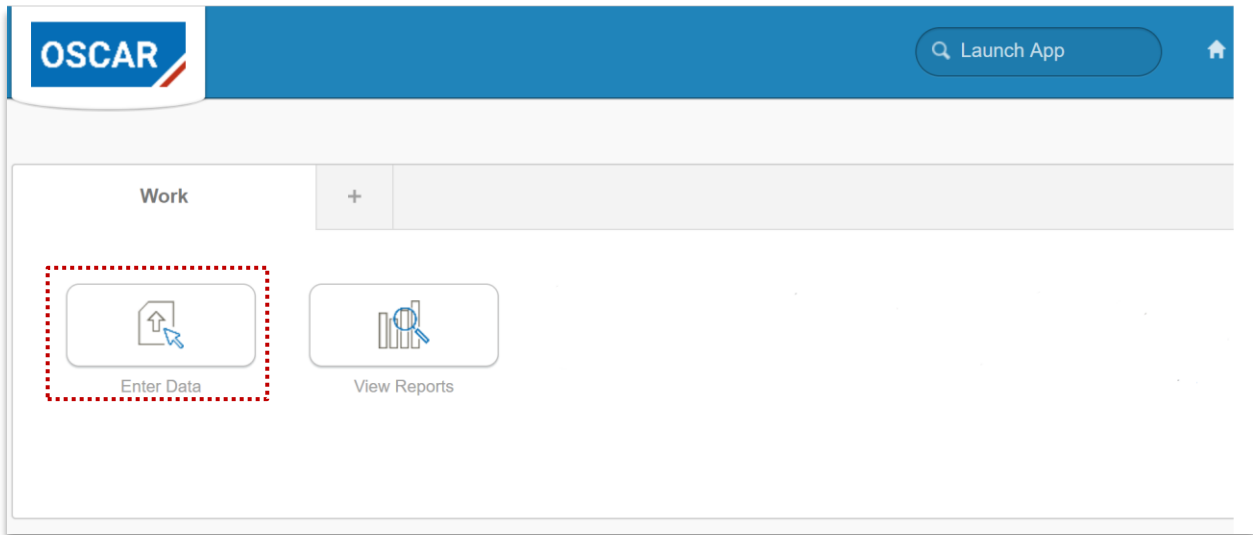 OSCAR
Launch App
Work
+
Enter Data
View Reports